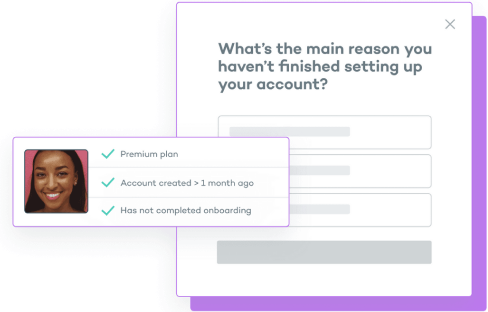 What's the main reason you
haven't finished setting up
your account?
Premium plan
Account created > 1 month ago
Has not completed onboarding